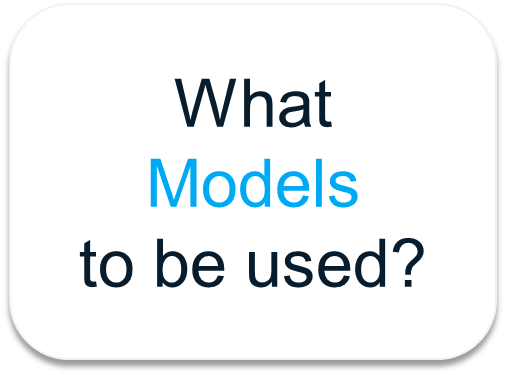 What
Models
to be used?